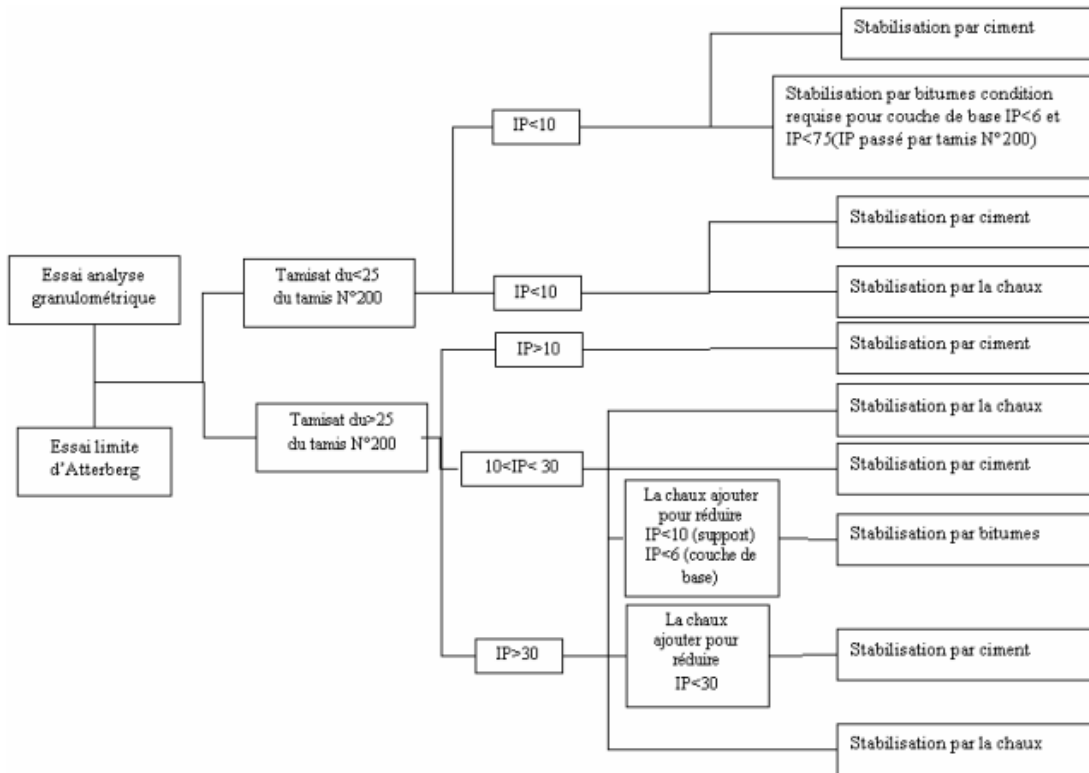 Essai analyse
granulométrique
Essai limite
d'Atterberg
Tamisat du<25
du tamis N°200
Tamisat du>25
du tamis N°200
IP<10
IP<10
IP>10
10<IP< 30
IP>30
La chaux ajouter
pour réduire
IP<10 (support)
IP<6 (couche de
base)
La chaux
ajouter pour
réduire
IP<30
Stabilisation par ciment
Stabilisation par bitumes condition
requise pour couche de base IP<6 et
IP<75(IP passé par tamis N°200)
Stabilisation par ciment
Stabilisation par la chaux
Stabilisation par ciment
Stabilisation par la chaux
Stabilisation par ciment
Stabilisation par bitumes
Stabilisation par ciment
Stabilisation par la chaux